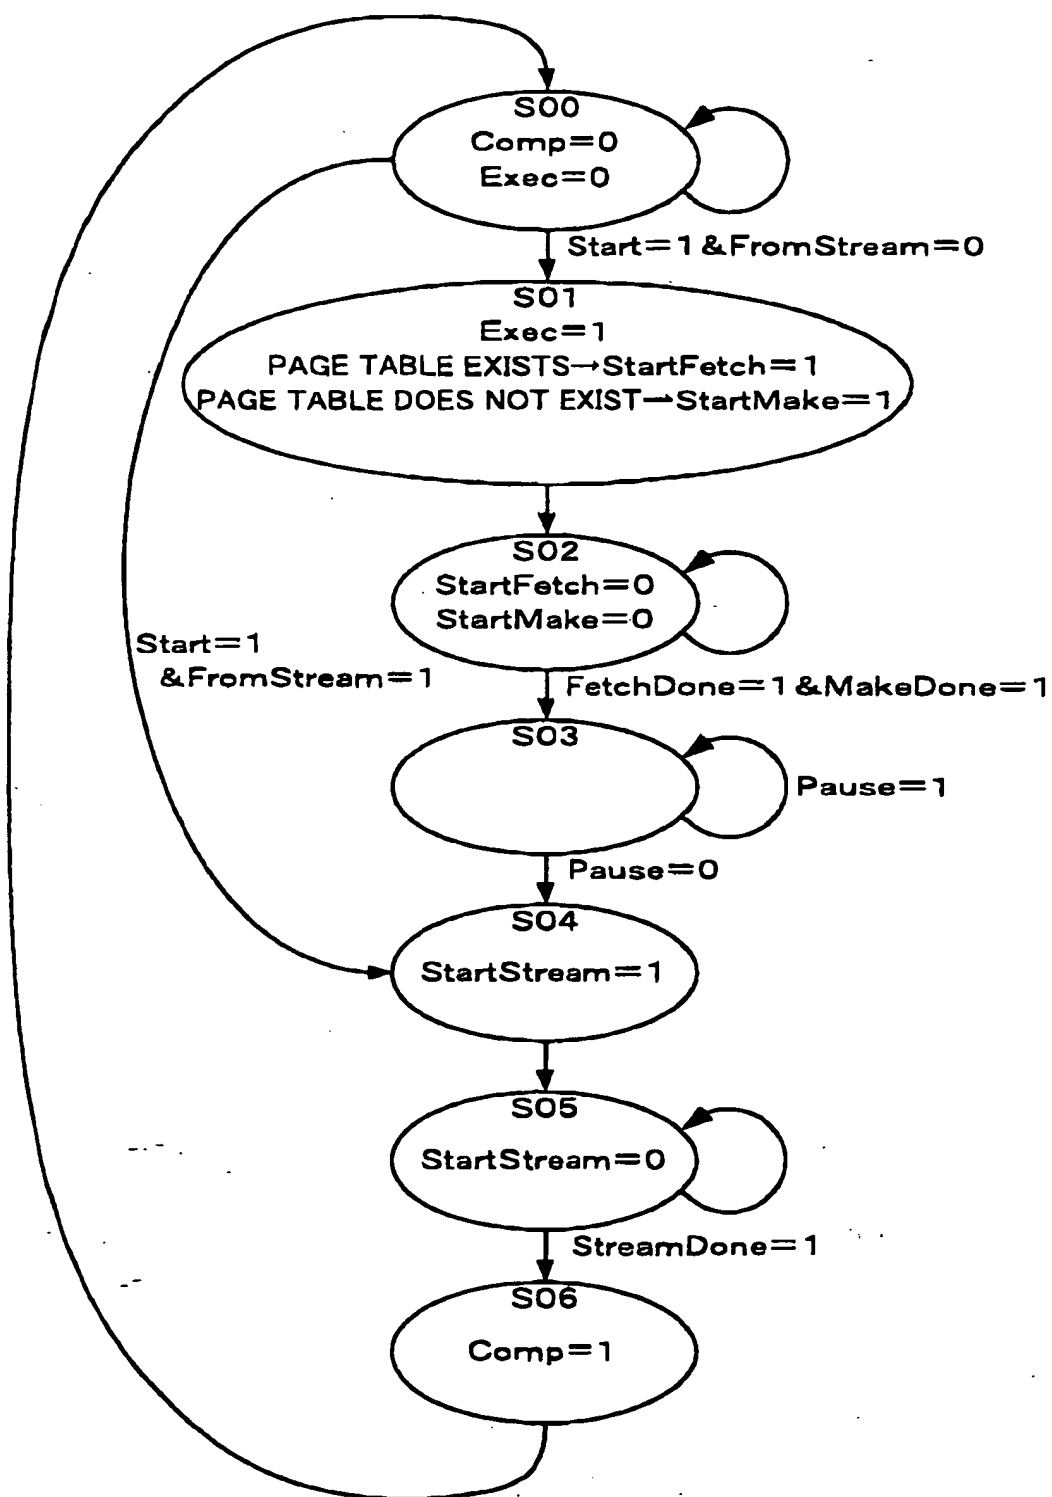 S00
Comp=0
Exec=0
Start=1 &FromStream=0
S01
Exec=1
PAGE TABLE EXISTS→StartFetch=1
PAGE TABLE DOES NOT EXIST→StartMake=1
S02
StartFetch=0
StartMake=0
Start=1
&FromStream=1
FetchDone=1 &MakeDone=1
S03
Pause=1
Pause=0
S04
StartStream=1
S05
StartStream=0
StreamDone=1
S06
Comp=1